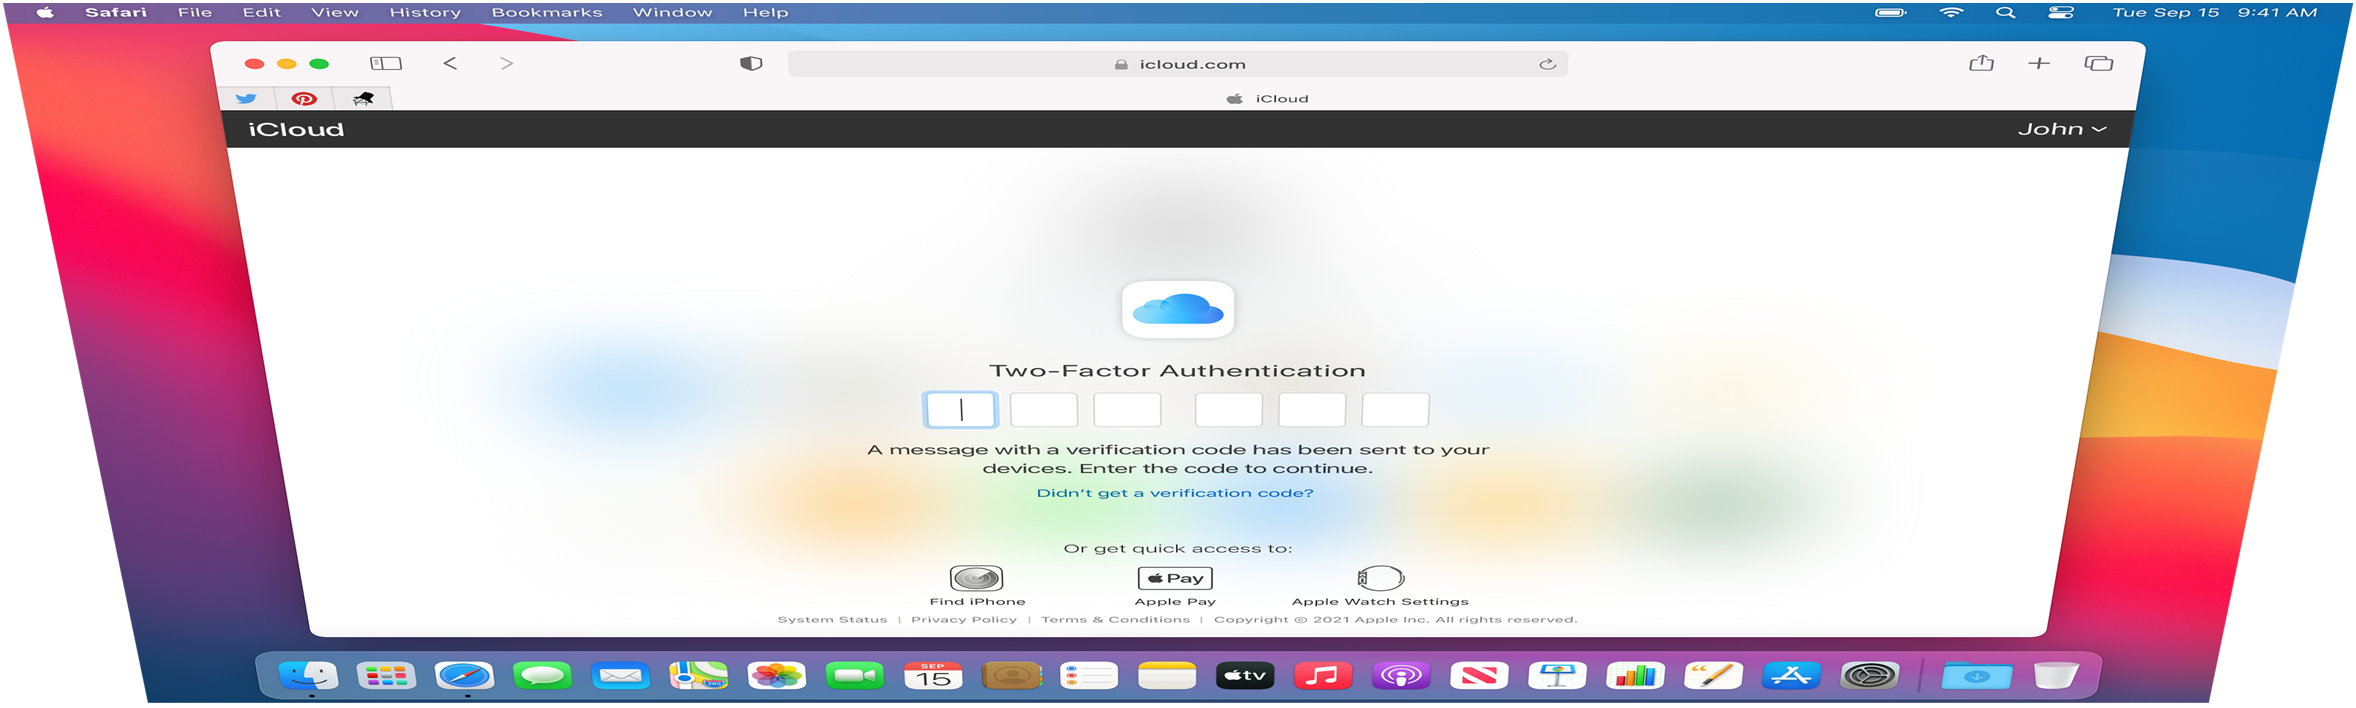 Safari File Edit View History Bookmarks Window Help
Tue Sep 15 9:41 AM
icloud.com
iCloud
iCloud
John
Two-Factor Authentication
A message with a verification code has been sent to your
devices. Enter the code to continue.
Didn't get a verification code?
Or get quick access to:
Pay
Find iPhone
Apple Pay
Apple Watch Settings
System Status | Privacy Policy | Terms & Conditions | Copyright © 2021 Apple Inc. All rights reserved.
SEP
15
tv